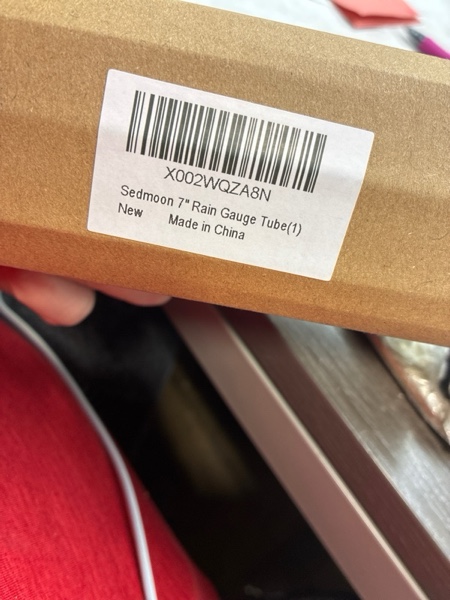 X002WQZA8N
Sedmoon 7" Rain Gauge Tube(1)
New Made in China